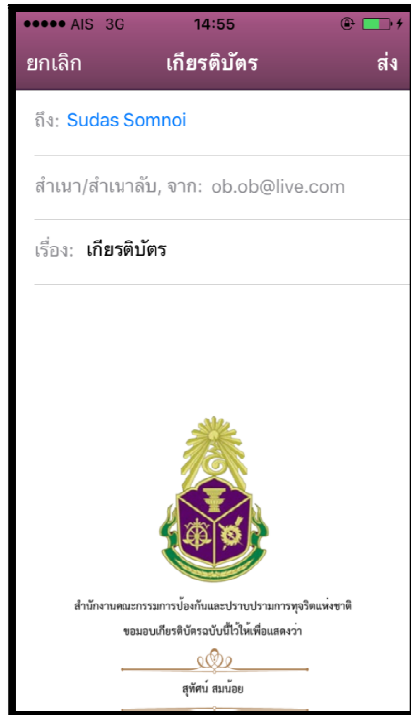 AIS 3G 14:55
ยกเลิก เกียรติบัตร ส่ง
ถึง: Sudas Somnoi
สำเนา/สำเนาลับ, จาก: ob.ob@live.com
เรื่อง: เกียรติบัตร
สำนักงานคณะกรรมการป้องกันและปราบปรามการทุจริตแห่งชาติ
ขอมอบเกียรติบัตรฉบับนี้ไว้ให้เพื่อแสดงว่า
สุทัศน์ สมน้อย